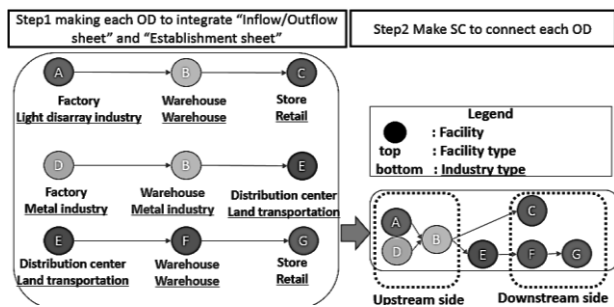 Step1 making each OD to integrate “Inflow/Outflow
sheet” and “Establishment sheet”
Step2 Make SC to connect each OD
A B C
Factory Warehouse Store
Light disarray industry Warehouse Retail
D B E
Factory Warehouse Distribution center
Metal industry Metal industry Land transportation
E F G
Distribution center Warehouse Store
Land transportation Warehouse Retail
Legend
: Facility
top : Facility type
bottom : Industry type
A C
D B E F G
Upstream side Downstream side